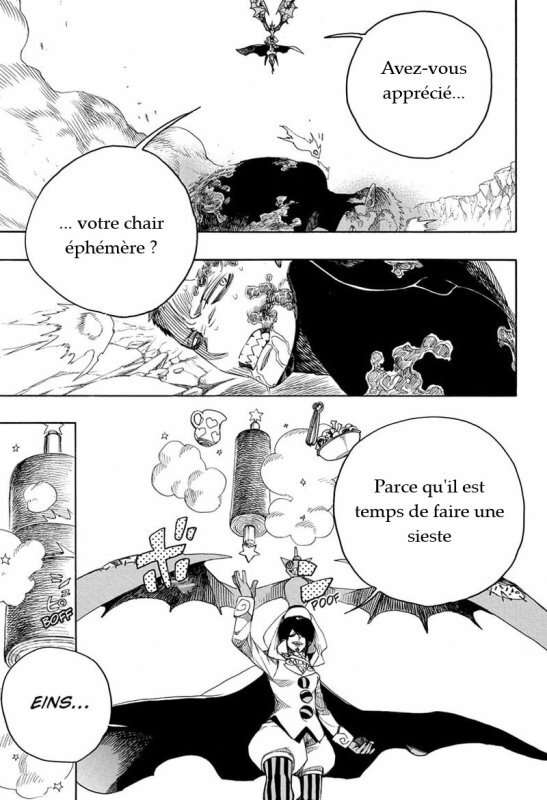 Avez-vous
apprécié...
... votre chair
éphémère ?
Parce qu'il est
temps de faire une
sieste
POOF
BOFF
EINS...